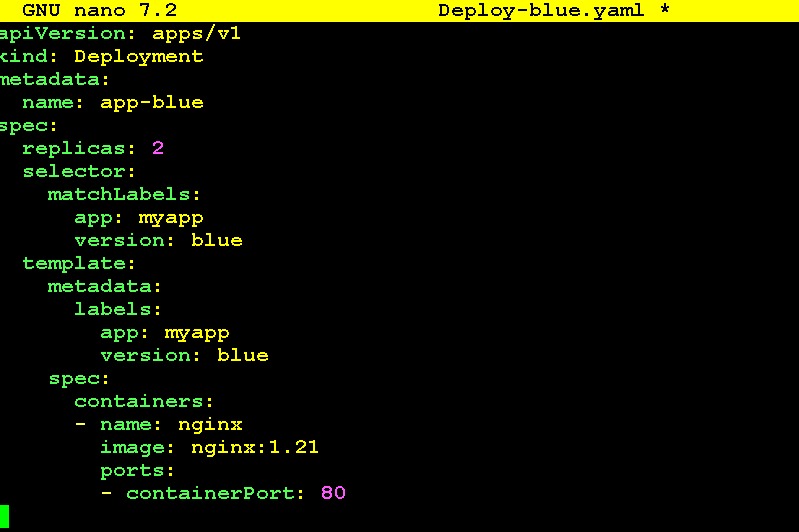 GNU nano 7.2 Deploy-blue.yaml *
apiVersion: apps/v1
kind: Deployment
metadata:
  name: app-blue
spec:
  replicas: 2
  selector:
    matchLabels:
      app: myapp
      version: blue
  template:
    metadata:
      labels:
        app: myapp
        version: blue
    spec:
      containers:
      - name: nginx
        image: nginx:1.21
        ports:
        - containerPort: 80